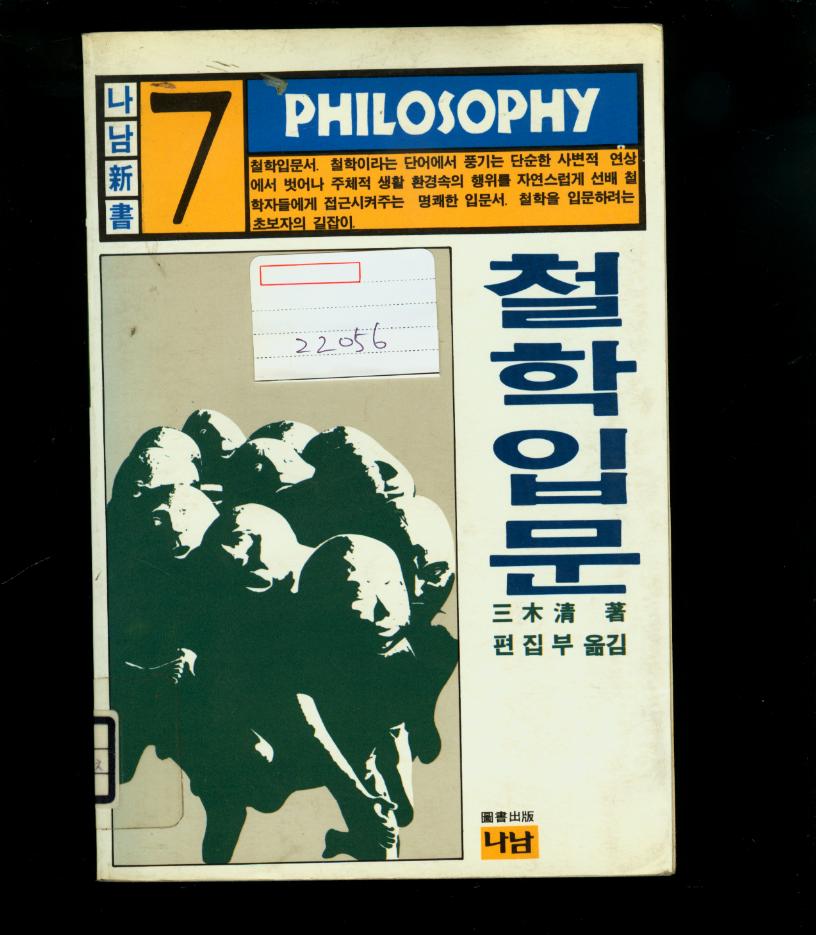 나남新書
7
PHILOSOPHY
철학입문서. 철학이라는 단어에서 풍기는 단순한 사변적 연상
에서 벗어나 주체적 생활 환경속의 행위를 자연스럽게 선배 철
학자들에게 접근시켜주는 명쾌한 입문서. 철학을 입문하려는
초보자의 길잡이.
22056
철학입문
三木清 著
편집부 옮김
圖書出版
나남